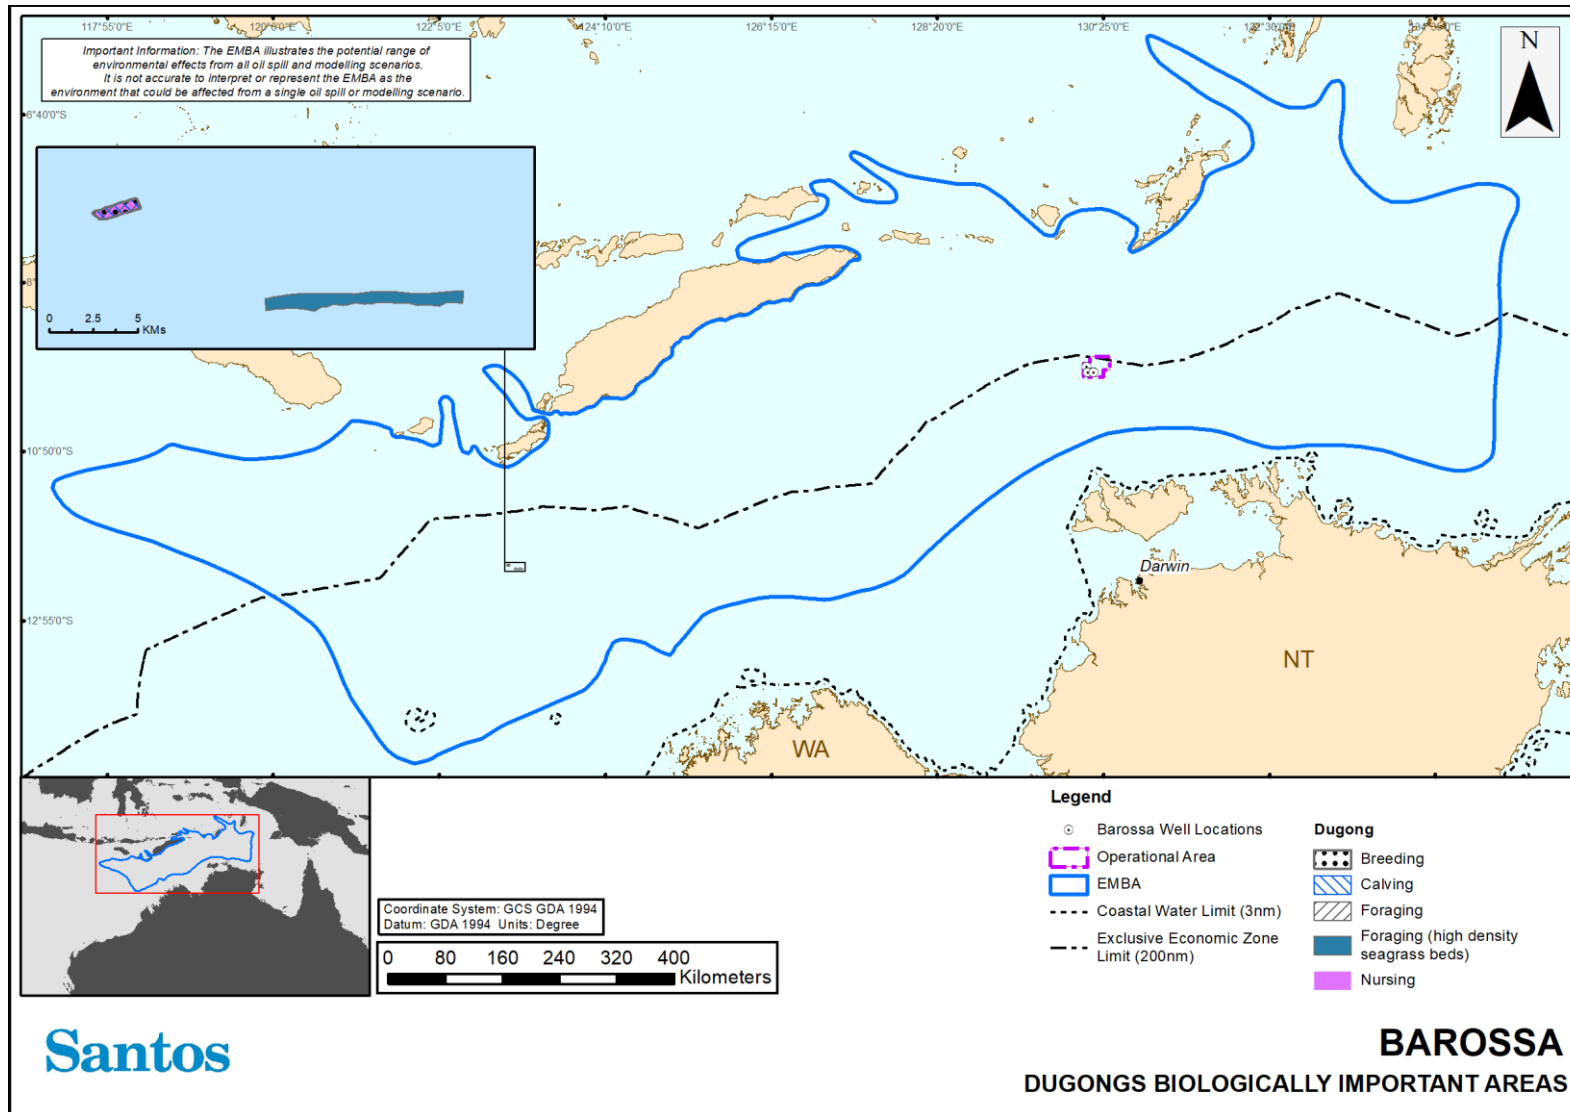 117°55'0"E
120°0'0"E
122°5'0"E
124°10'0"E
126°15'0"E
128°20'0"E
130°25'0"E
132°30'0"E
Important Information: The EMBA illustrates the potential range of
environmental effects from all oil spill and modelling scenarios.
It is not accurate to interpret or represent the EMBA as the
environment that could be affected from a single oil spill or modelling scenario.
N
6°40'0"S
0 2.5 5
KMs
10°50'0"S
12°55'0"S
Darwin
NT
WA
Coordinate System: GCS GDA 1994
Datum: GDA 1994 Units: Degree
0 80 160 240 320 400
Kilometers
Legend
Barossa Well Locations
Operational Area
EMBA
Coastal Water Limit (3nm)
Exclusive Economic Zone
Limit (200nm)
Dugong
Breeding
Calving
Foraging
Foraging (high density
seagrass beds)
Nursing
Santos
BAROSSA
DUGONGS BIOLOGICALLY IMPORTANT AREAS